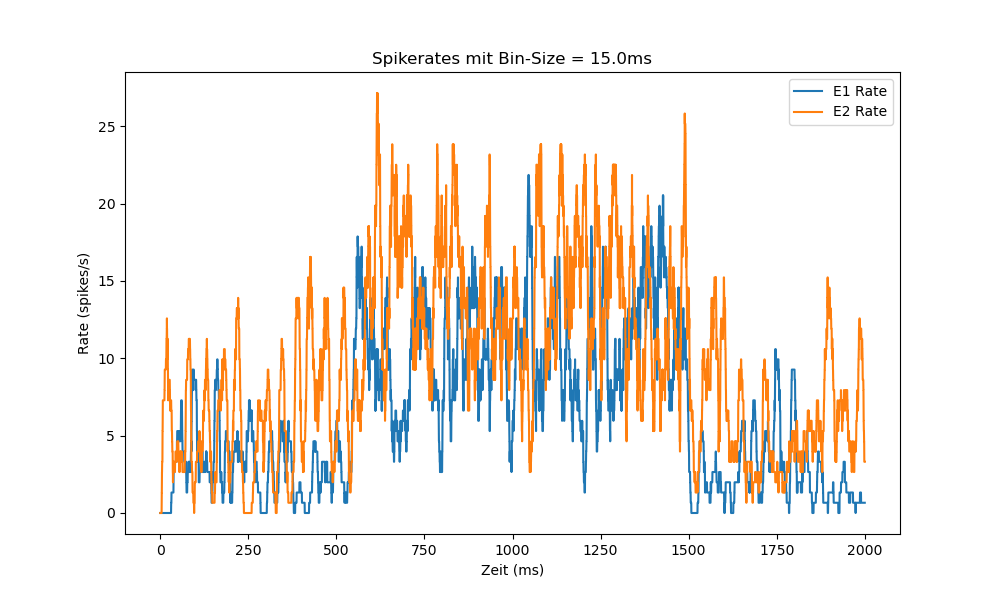 Spikerates mit Bin-Size = 15.0ms
E1 Rate
E2 Rate
Rate (spikes/s)
25
20
15
10
5
0
0 250 500 750 1000 1250 1500 1750 2000
Zeit (ms)